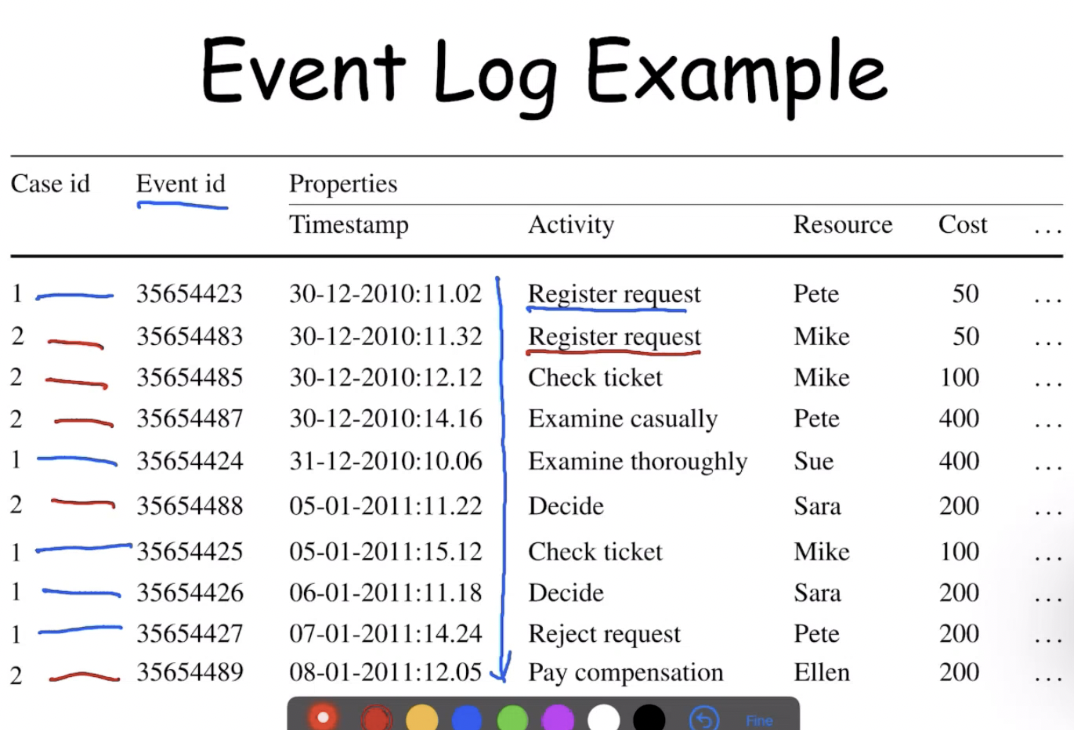 Event Log Example
Case id Event id Properties
Timestamp Activity Resource Cost ...
1 35654423 30-12-2010:11.02 Register request Pete 50 ...
2 35654483 30-12-2010:11.32 Register request Mike 50 ...
2 35654485 30-12-2010:12.12 Check ticket Mike 100 ...
2 35654487 30-12-2010:14.16 Examine casually Pete 400 ...
1 35654424 31-12-2010:10.06 Examine thoroughly Sue 400 ...
2 35654488 05-01-2011:11.22 Decide Sara 200 ...
1 35654425 05-01-2011:15.12 Check ticket Mike 100 ...
1 35654426 06-01-2011:11.18 Decide Sara 200 ...
1 35654427 07-01-2011:14.24 Reject request Pete 200 ...
2 35654489 08-01-2011:12.05 Pay compensation Ellen 200 ...
Fine